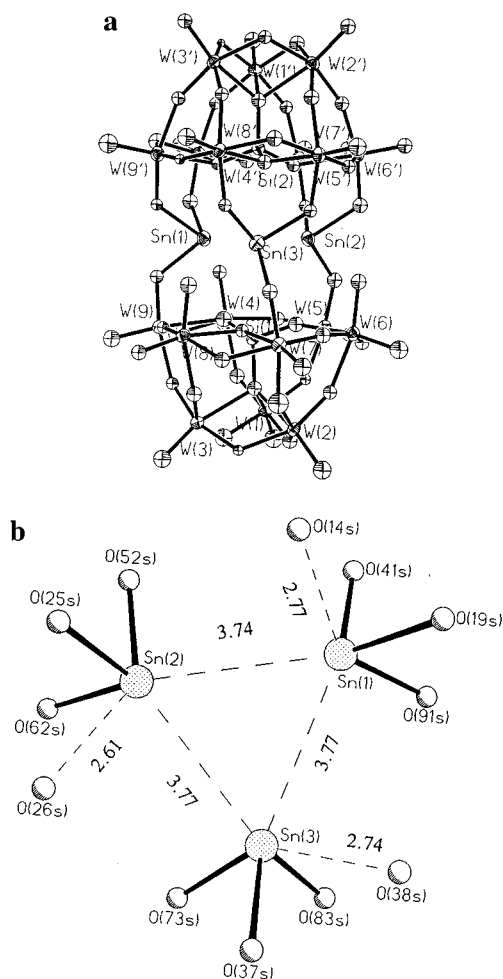 a
W(3') W(1') W(2')
W(8') W(7')
W(9') W(4') Si(2) W(5') W(6')
Sn(1) Sn(3) Sn(2)
W(9) W(4) W(5) W(6)
W(8)
W(3) W(1) W(2)
b
O(14s)
O(52s) O(41s)
O(25s) 2.77 O(19s)
Sn(2) 3.74 Sn(1)
O(62s) O(91s)
2.61 3.77 3.77
O(26s)
Sn(3) 2.74
O(38s)
O(73s) O(83s)
O(37s)